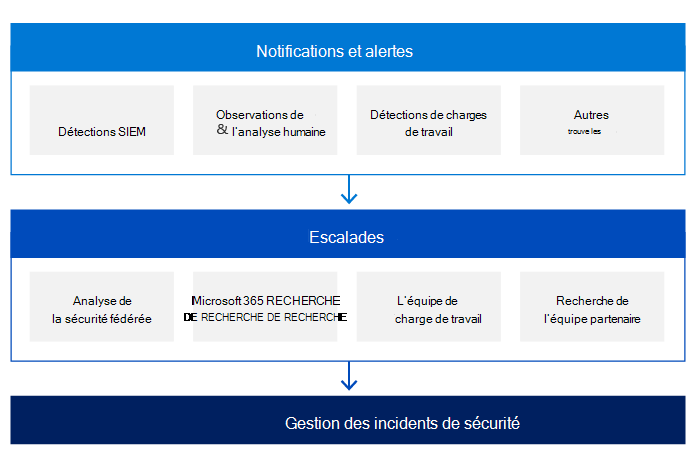 Notifications et alertes
Détections SIEM
Observations de
& l'analyse humaine
Détections de charges
de travail
Autres
trouve les
Escalades
Analyse de
la sécurité fédérée
Microsoft 365 RECHERCHE
DE RECHERCHE DE RECHERCHE
L'équipe de
charge de travail
Recherche de
l'équipe partenaire
Gestion des incidents de sécurité